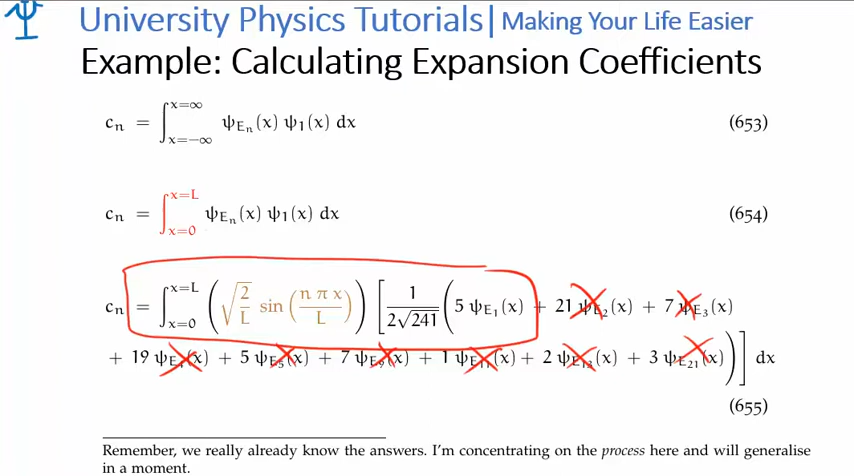 University Physics Tutorials| Making Your Life Easier
Example: Calculating Expansion Coefficients
cₙ = ∫_{x=−∞}^{x=∞} ψ_{Eₙ}(x) ψ₁(x) dx (653)
cₙ = ∫_{x=0}^{x=L} ψ_{Eₙ}(x) ψ₁(x) dx (654)
cₙ = ∫_{x=0}^{x=L} (√(2/L) sin (n π x / L)) [1/(2√241) (5 ψ_{E₁}(x) + 21 ψ_{E₂}(x) + 7 ψ_{E₃}(x)
+ 19 ψ_{E}(x) + 5 ψ_{E₅}(x) + 7 ψ_{E₉}(x) + 1 ψ_{E₁₁}(x) + 2 ψ_{E₁}(x) + 3 ψ_{E₂₁}(x))] dx
(655)
Remember, we really already know the answers. I'm concentrating on the process here and will generalise
in a moment.